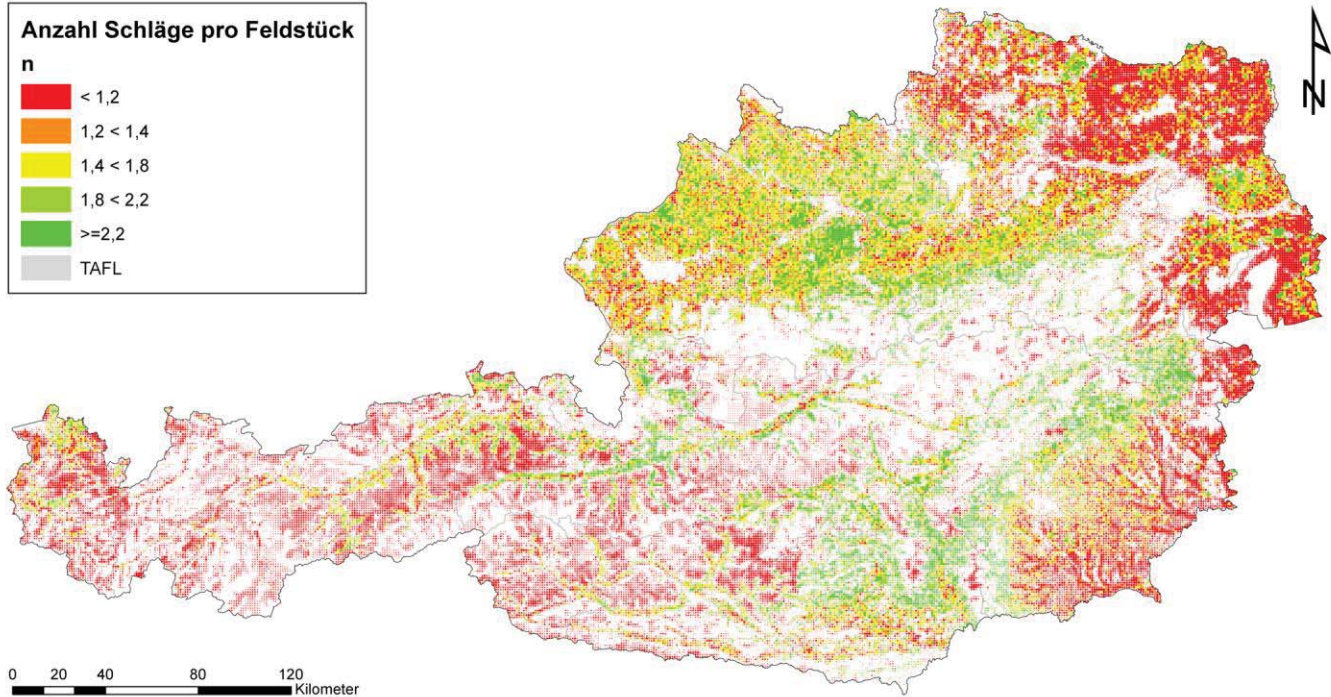 Anzahl Schläge pro Feldstück
n
< 1,2
1,2 < 1,4
1,4 < 1,8
1,8 < 2,2
>=2,2
TAFL
N
0 20 40 80 120
Kilometer